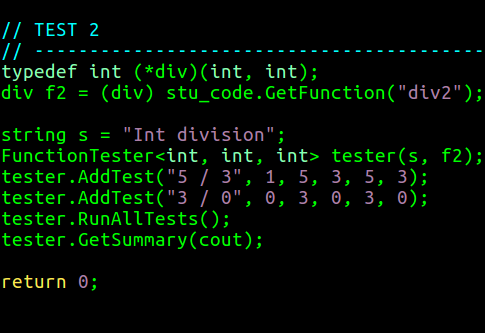 // TEST 2
// -----------------------------------------
typedef int (*div)(int, int);
div f2 = (div) stu_code.GetFunction("div2");
string s = "Int division";
FunctionTester<int, int, int> tester(s, f2);
tester.AddTest("5 / 3", 1, 5, 3, 5, 3);
tester.AddTest("3 / 0", 0, 3, 0, 3, 0);
tester.RunAllTests();
tester.GetSummary(cout);
return 0;